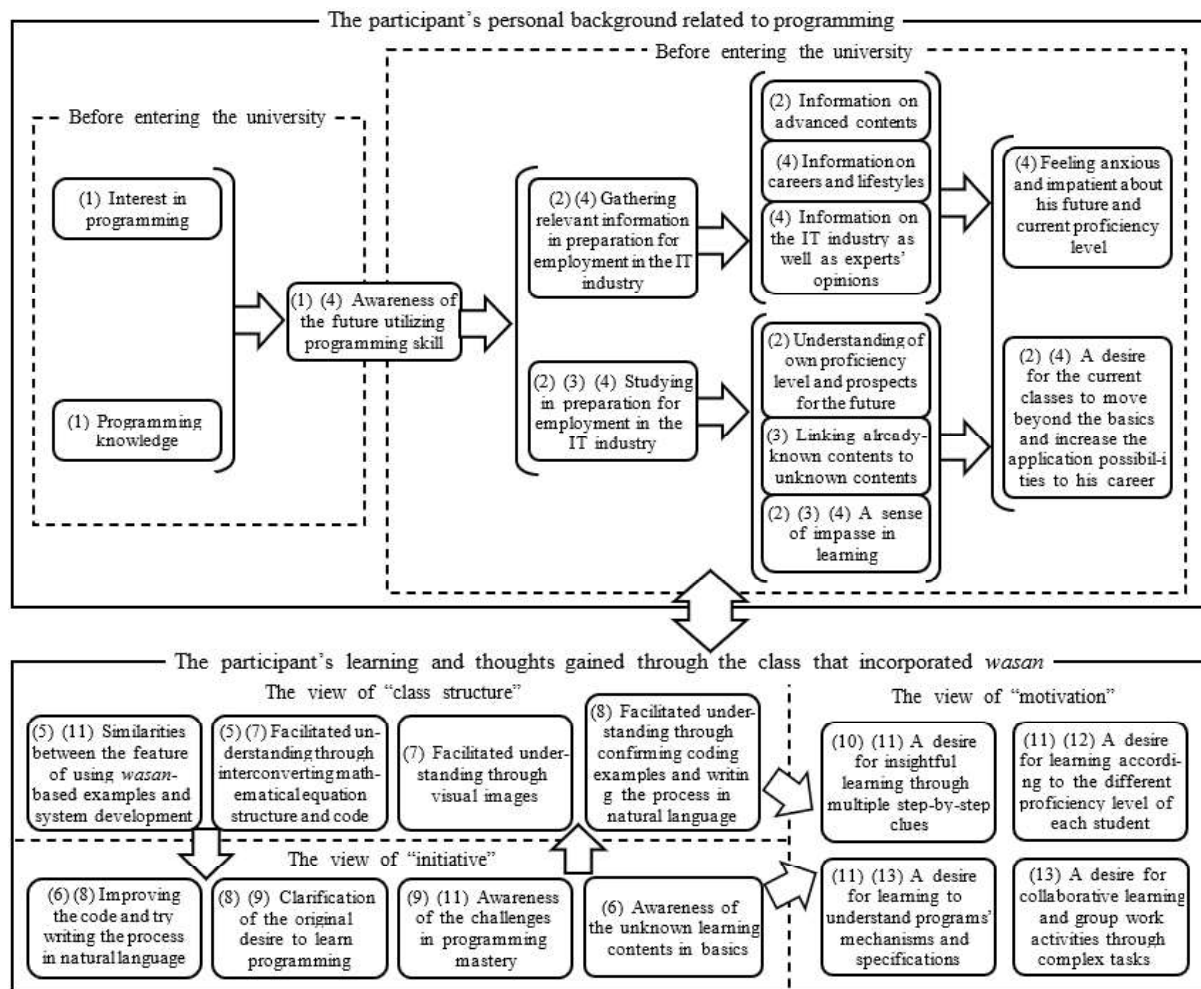 The participant's personal background related to programming
Before entering the university
Before entering the university
(1) Interest in
programming
(1) Programming
knowledge
(1) (4) Awareness of
the future utilizing
programming skill
(2) (4) Gathering
relevant information
in preparation for
employment in the IT
industry
(2) (3) (4) Studying
in preparation for
employment in the
IT industry
(2) Information on
advanced contents
(4) Information on
careers and lifestyles
(4) Information on
the IT industry as
well as experts'
opinions
(2) Understanding of
own proficiency
level and prospects
for the future
(3) Linking already-
known contents to
unknown contents
(2) (3) (4) A sense
of impasse in
learning
(4) Feeling anxious
and impatient about
his future and
current proficiency
level
(2) (4) A desire
for the current
classes to move
beyond the basics
and increase the
application possibili-
ties to his career
The participant's learning and thoughts gained through the class that incorporated wasan
The view of "class structure"
(5) (11) Similarities
between the feature
of using wasan-
based examples and
system development
(5) (7) Facilitated un-
derstanding through
interconverting math-
ematical equation
structure and code
(7) Facilitated under-
standing through
visual images
(8) Facilitated under-
standing through
confirming coding
examples and writin
g the process in
natural language
The view of "initiative"
(6) (8) Improving
the code and try
writing the process
in natural language
(8) (9) Clarification
of the original
desire to learn
programming
(9) (11) Awareness
of the challenges
in programming
mastery
(6) Awareness of
the unknown learning
contents in basics
The view of "motivation"
(10) (11) A desire
for insightful
learning through
multiple step-by-step
clues
(11) (12) A desire
for learning accord-
ing to the different
proficiency level of
each student
(11) (13) A desire
for learning to
understand programs'
mechanisms and
specifications
(13) A desire for
collaborative learning
and group work
activities through
complex tasks